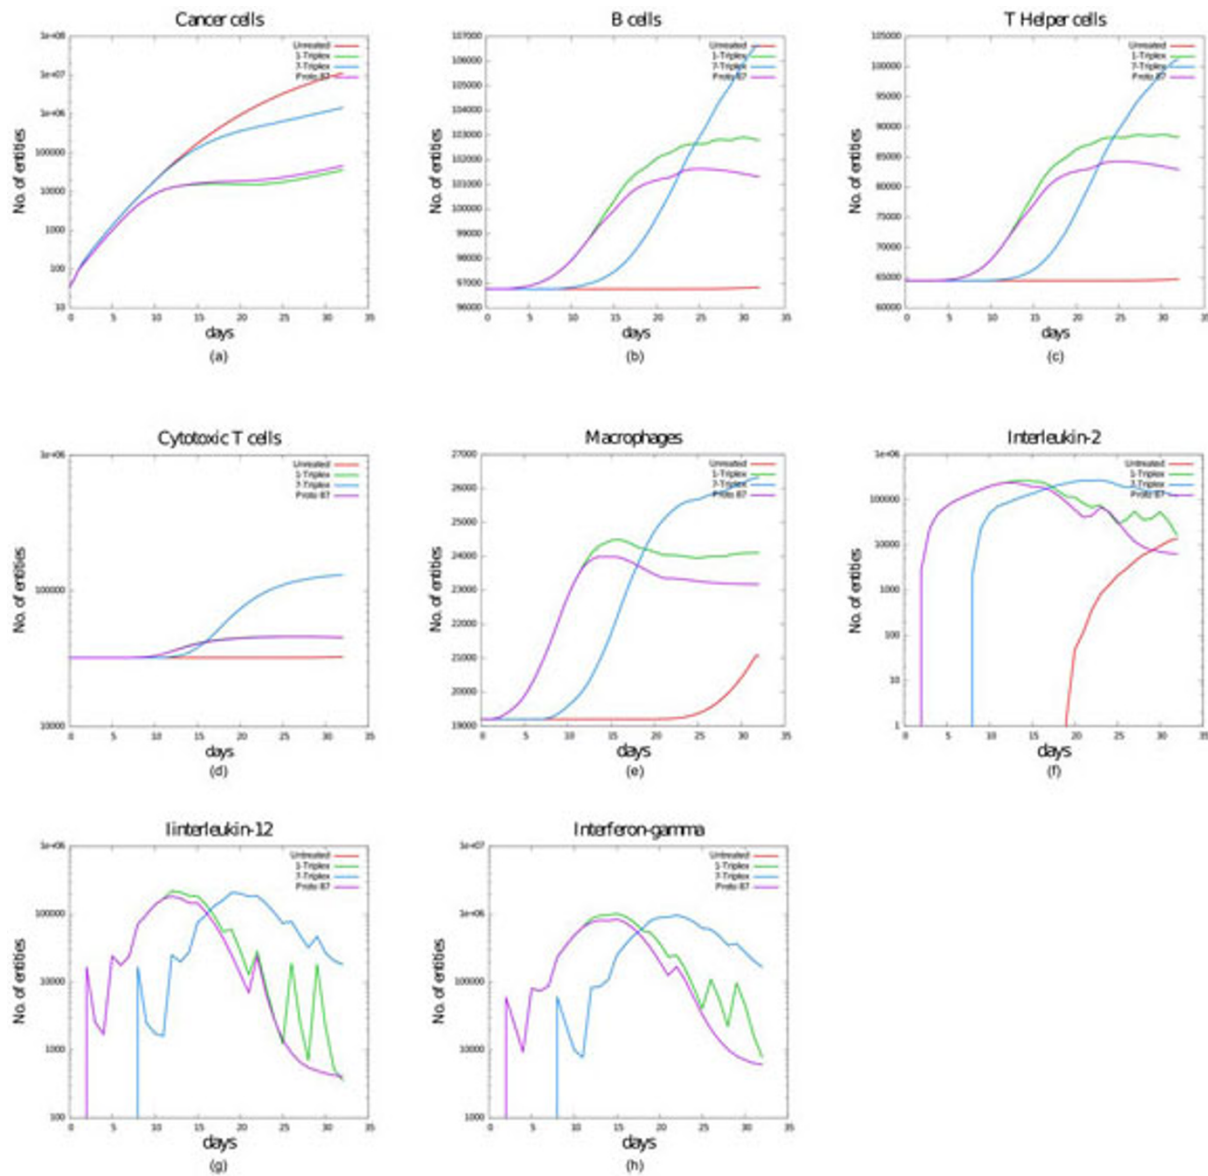 Cancer cells
No. of entities
1e+08
1e+07
1e+06
100000
10000
1000
100
10
Untreated
1-Triplex
7-Triplex
Proto 87
0 5 10 15 20 25 30 35
days
(a)
B cells
No. of entities
107000
106000
105000
104000
103000
102000
101000
100000
99000
98000
97000
96000
Untreated
1-Triplex
7-Triplex
Proto 87
0 5 10 15 20 25 30 35
days
(b)
T Helper cells
No. of entities
105000
100000
95000
90000
85000
80000
75000
70000
65000
60000
Untreated
1-Triplex
7-Triplex
Proto 87
0 5 10 15 20 25 30 35
days
(c)
Cytotoxic T cells
No. of entities
1e+06
100000
10000
Untreated
1-Triplex
7-Triplex
Proto 87
0 5 10 15 20 25 30 35
days
(d)
Macrophages
No. of entities
27000
26000
25000
24000
23000
22000
21000
20000
19000
Untreated
1-Triplex
7-Triplex
Proto 87
0 5 10 15 20 25 30 35
days
(e)
Interleukin-2
No. of entities
1e+06
100000
10000
1000
100
10
1
Untreated
1-Triplex
7-Triplex
Proto 87
0 5 10 15 20 25 30 35
days
(f)
Iinterleukin-12
No. of entities
1e+06
100000
10000
1000
100
Untreated
1-Triplex
7-Triplex
Proto 87
0 5 10 15 20 25 30 35
days
(g)
Interferon-gamma
No. of entities
1e+07
1e+06
100000
10000
1000
Untreated
1-Triplex
7-Triplex
Proto 87
0 5 10 15 20 25 30 35
days
(h)